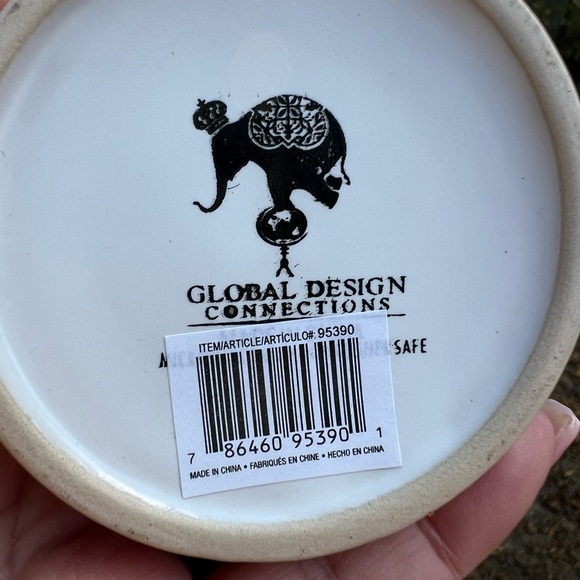 GLOBAL DESIGN
CONNECTIONS
SAFE
ITEM/ARTICLE/ARTÍCULO#: 95390
7 86460 95390 1
MADE IN CHINA • FABRIQUÉS EN CHINE • HECHO EN CHINA